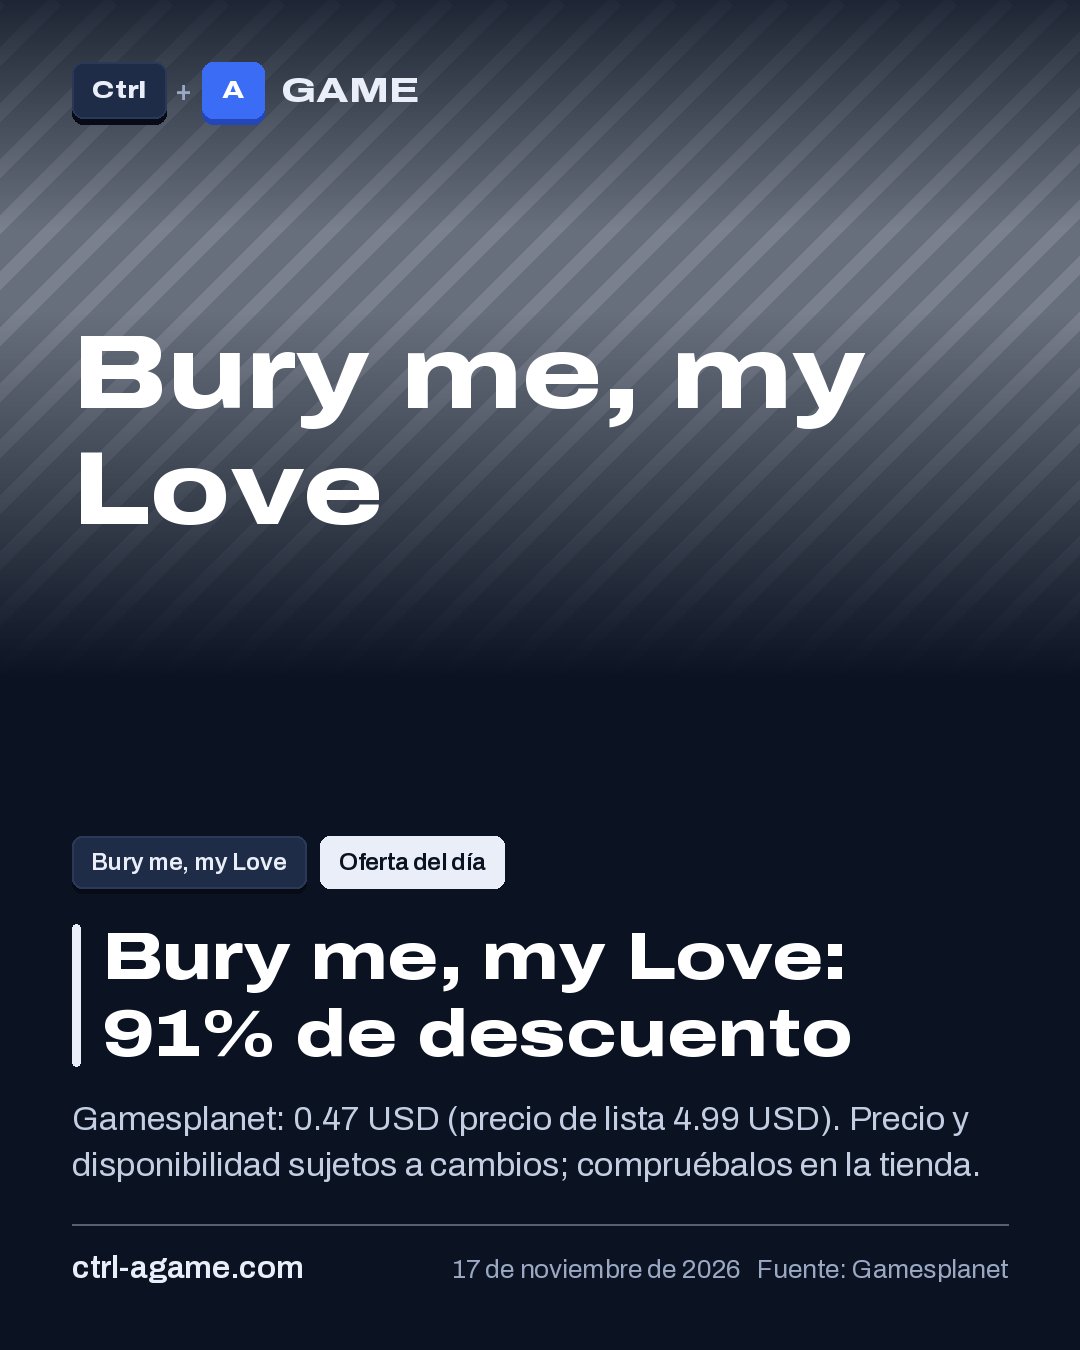 Ctrl + A GAME
Bury me, my
Love
Bury me, my Love Oferta del día
Bury me, my Love:
91% de descuento
Gamesplanet: 0.47 USD (precio de lista 4.99 USD). Precio y
disponibilidad sujetos a cambios; compruébalos en la tienda.
ctrl-agame.com 17 de noviembre de 2026 Fuente: Gamesplanet